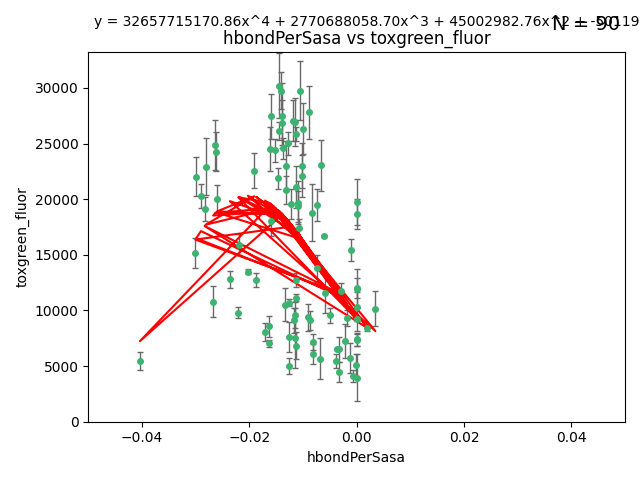 y = 32657715170.86x^4 + 2770688058.70x^3 + 45002982.76x^2 +
N = 90
hbondPerSasa vs toxgreen_fluor
toxgreen_fluor
30000
25000
20000
15000
10000
5000
0
−0.04
−0.02
0.00
0.02
0.04
hbondPerSasa